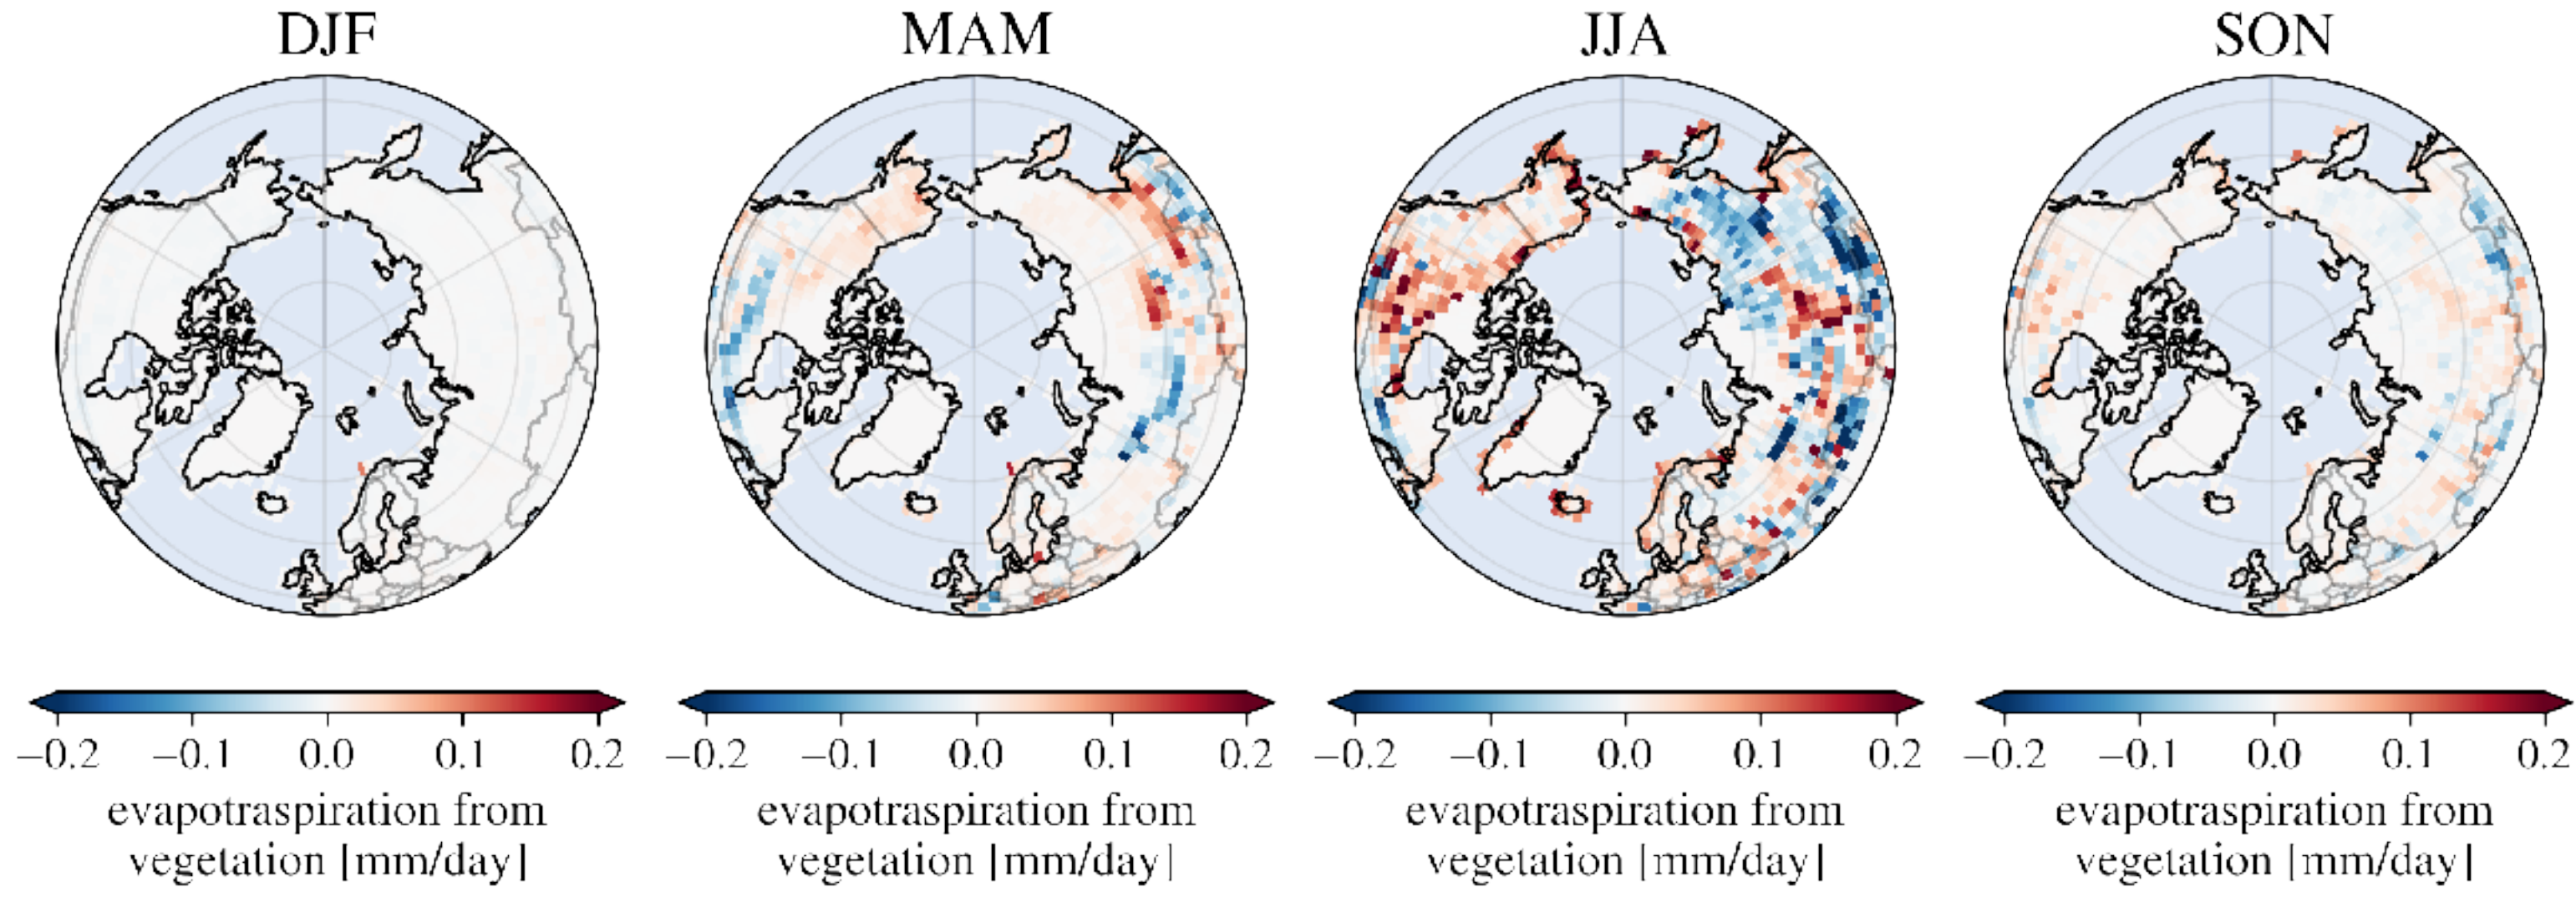 DJF MAM JJA SON
−0.2 −0.1 0.0 0.1 0.2 −0.2 −0.1 0.0 0.1 0.2 −0.2 −0.1 0.0 0.1 0.2 −0.2 −0.1 0.0 0.1 0.2
evapotraspiration from evapotraspiration from evapotraspiration from evapotraspiration from
vegetation [mm/day] vegetation [mm/day] vegetation [mm/day] vegetation [mm/day]